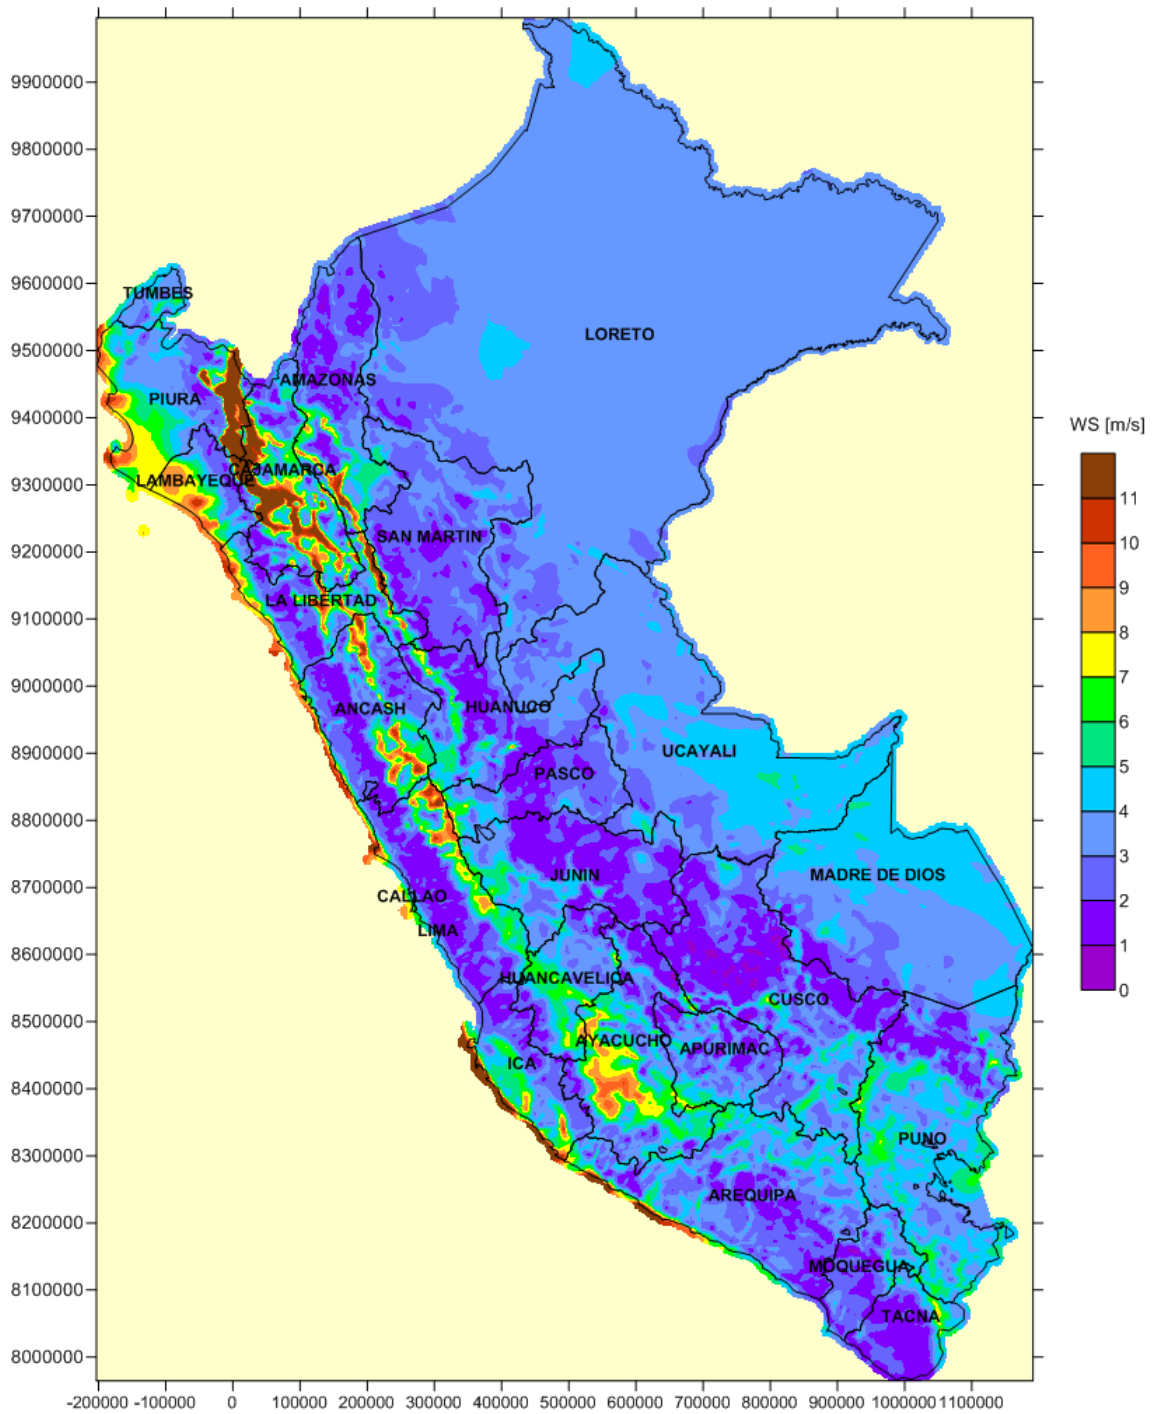 9900000
9800000
9700000
9600000
9500000
9400000
9300000
9200000
9100000
9000000
8900000
8800000
8700000
8600000
8500000
8400000
8300000
8200000
8100000
8000000
-200000 -100000 0 100000 200000 300000 400000 500000 600000 700000 800000 900000 1000000 1100000
TUMBES
LORETO
AMAZONAS
PIURA
CAJAMARCA
LAMBAYEQUE
SAN MARTIN
LA LIBERTAD
ANCASH
HUANUCO
UCAYALI
PASCO
JUNIN
MADRE DE DIOS
CALLAO
LIMA
HUANCAVELICA
CUSCO
AYACUCHO
APURIMAC
ICA
PUNO
AREQUIPA
MOQUEGUA
TACNA
WS [m/s]
11
10
9
8
7
6
5
4
3
2
1
0